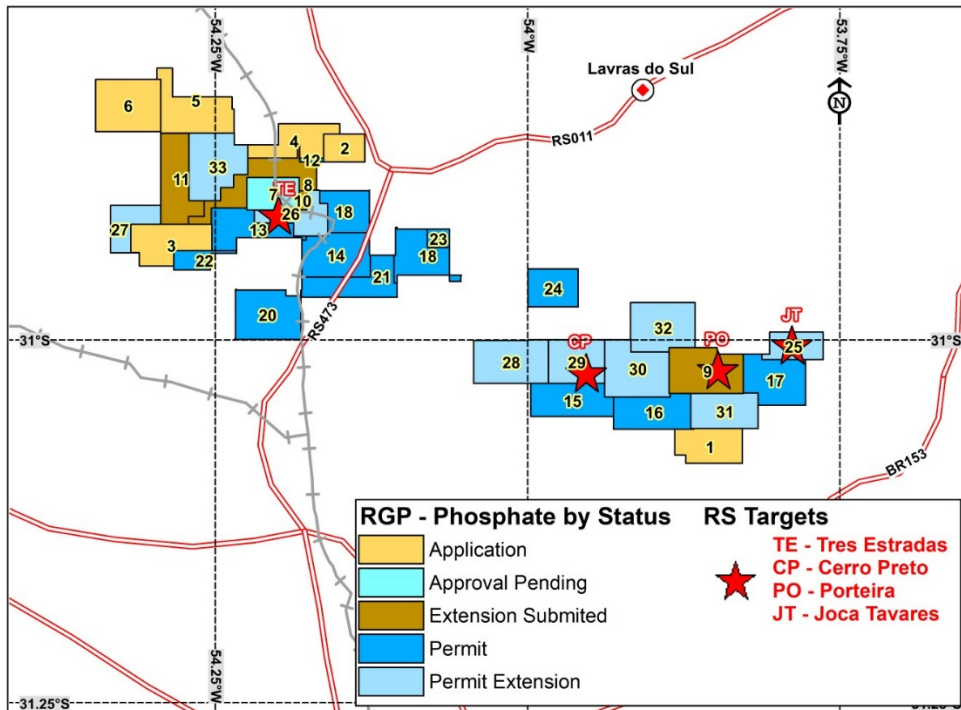 54.25°W
54°W
53.75°W
Lavras do Sul
N
RS011
5
6
4
2
12
33
11
8
7
TE
10
26
18
27
13
3
14
23
18
22
21
24
20
RS473
31°S
31°S
JT
32
CP
PO
25
28
29
30
9
17
15
16
31
1
BR153
RGP - Phosphate by Status
Application
Approval Pending
Extension Submited
Permit
Permit Extension
RS Targets
TE - Tres Estradas
CP - Cerro Preto
PO - Porteira
JT - Joca Tavares
54.25°W
31.25°S